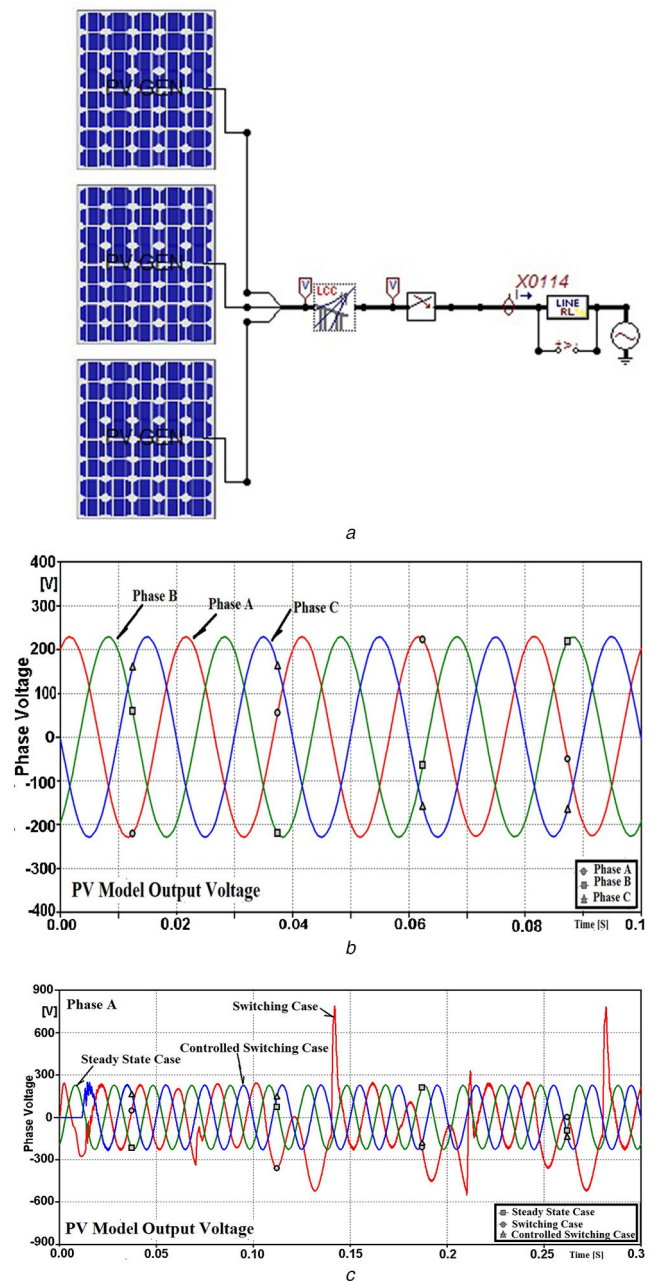 PV GEN
PV GEN
PV GEN
V
LCC
V
I
X0114
LINE
RL
+>.
a
400
[V]
300
200
100
0
-100
-200
-300
-400
Phase Voltage
Phase B
Phase A
Phase C
PV Model Output Voltage
Phase A
Phase B
Phase C
0.00
0.02
0.04
0.06
0.08
Time [S]
0.1
b
900
[V]
600
300
0
-300
-600
-900
Phase Voltage
Phase A
Switching Case
Steady State Case
Controlled Switching Case
PV Model Output Voltage
Steady State Case
Switching Case
Controlled Switching Case
0.00
0.05
0.10
0.15
0.2
0.25
Time [S]
0.3
c